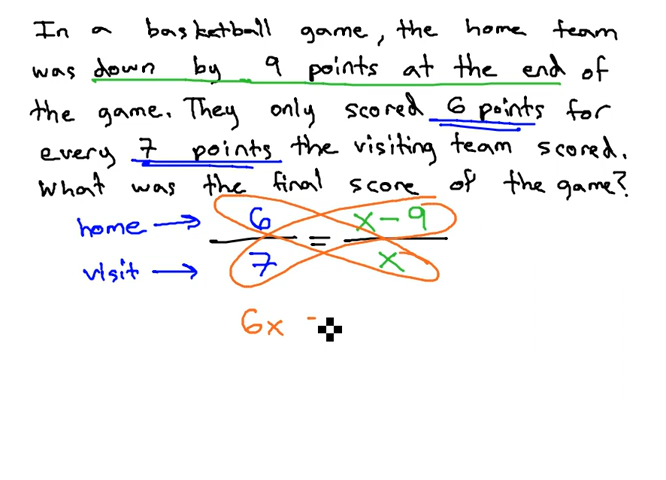 In a basketball game, the home team
was down by 9 points at the end of
the game. They only scored 6 points for
every 7 points the visiting team scored.
What was the final score of the game?
home → 6 = x - 9
visit → 7 x
6x =